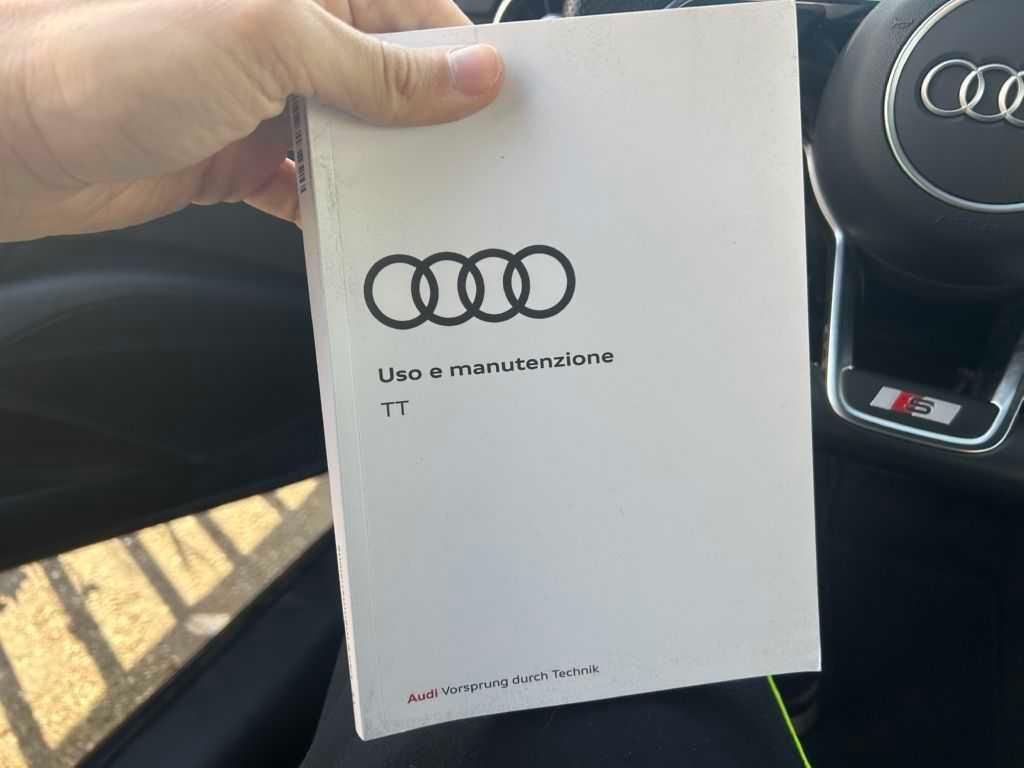 Uso e manutenzione
TT
Audi Vorsprung durch Technik
S